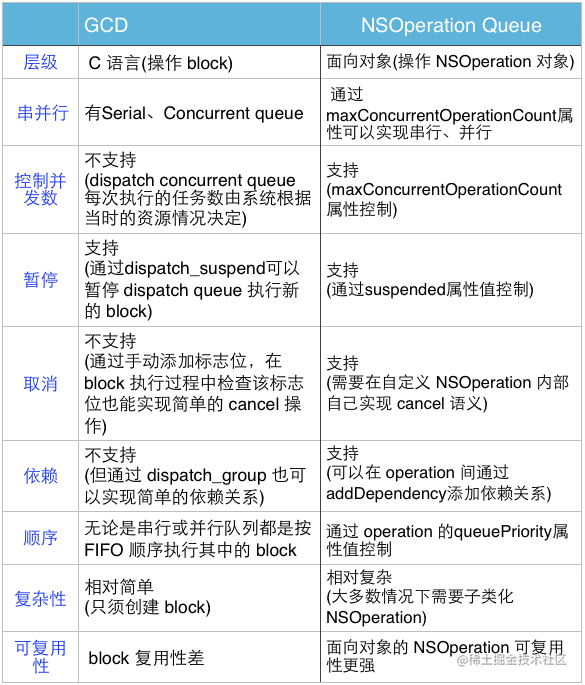 GCD
NSOperation Queue
层级
C 语言(操作 block)
面向对象(操作 NSOperation 对象)
串并行
有Serial、Concurrent queue
通过
maxConcurrentOperationCount属
性可以实现串行、并行
控制并
发数
不支持
(dispatch concurrent queue
每次执行的任务数由系统根据
当时的资源情况决定)
支持
(maxConcurrentOperationCount
属性控制)
暂停
支持
(通过dispatch_suspend可以
暂停 dispatch queue 执行新
的 block)
支持
(通过suspended属性值控制)
取消
不支持
(通过手动添加标志位，在
block 执行过程中检查该标志
位也能实现简单的 cancel 操
作)
支持
(需要在自定义 NSOperation 内部
自己实现 cancel 语义)
依赖
不支持
(但通过 dispatch_group 也可
以实现简单的依赖关系)
支持
(可以在 operation 间通过
addDependency添加依赖关系)
顺序
无论是串行或并行队列都是按
FIFO 顺序执行其中的 block
通过 operation 的queuePriority属
性值控制
复杂性
相对简单
(只须创建 block)
相对复杂
(大多数情况下需要子类化
NSOperation)
可复用
性
block 复用性差
面向对象的 NSOperation 可复用
性更强
@稀土掘金技术社区